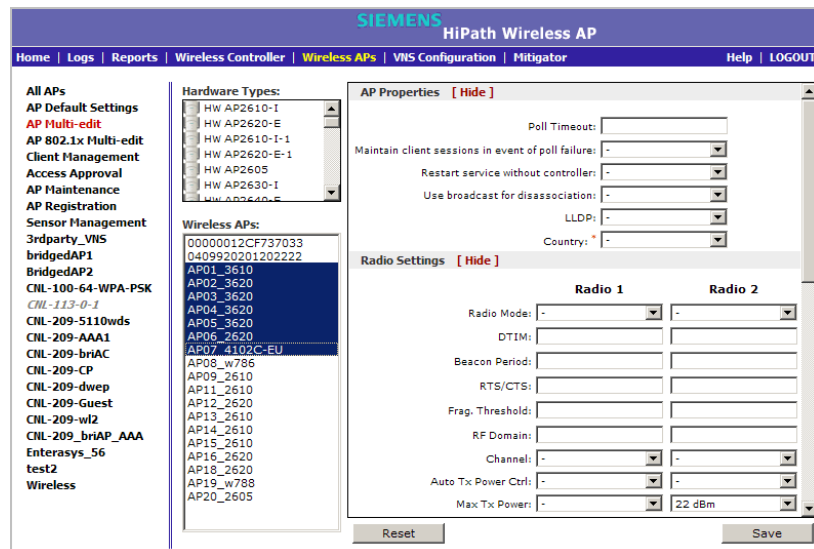 SIEMENS
HiPath Wireless AP
Home | Logs | Reports | Wireless Controller | Wireless APs | VNS Configuration | Mitigator Help | LOGOUT
All APs
AP Default Settings
AP Multi-edit
AP 802.1x Multi-edit
Client Management
Access Approval
AP Maintenance
AP Registration
Sensor Management
3rdparty_VNS
bridgedAP1
BridgedAP2
CNL-100-64-WPA-PSK
CNL-113-0-1
CNL-209-5110wds
CNL-209-AAA1
CNL-209-briAC
CNL-209-CP
CNL-209-dwep
CNL-209-Guest
CNL-209-wl2
CNL-209_briAP_AAA
Enterasys_56
test2
Wireless
Hardware Types:
HW AP2610-I
HW AP2620-E
HW AP2610-I-1
HW AP2620-E-1
HW AP2605
HW AP2630-I
HW AP2640-E
Wireless APs:
00000012CF737033
0409920201202222
AP01_3610
AP02_3620
AP03_3620
AP04_3620
AP05_3620
AP06_2620
AP07_4102C-EU
AP08_w786
AP09_2610
AP11_2610
AP12_2620
AP13_2610
AP14_2610
AP15_2610
AP16_2620
AP18_2620
AP19_w788
AP20_2605
AP Properties [ Hide ]
Poll Timeout:
Maintain client sessions in event of poll failure: -
Restart service without controller: -
Use broadcast for disassociation: -
LLDP: -
Country: * -
Radio Settings [ Hide ]
Radio 1 Radio 2
Radio Mode: - -
DTIM:
Beacon Period:
RTS/CTS:
Frag. Threshold:
RF Domain:
Channel: - -
Auto Tx Power Ctrl: - -
Max Tx Power: - 22 dBm
Reset Save